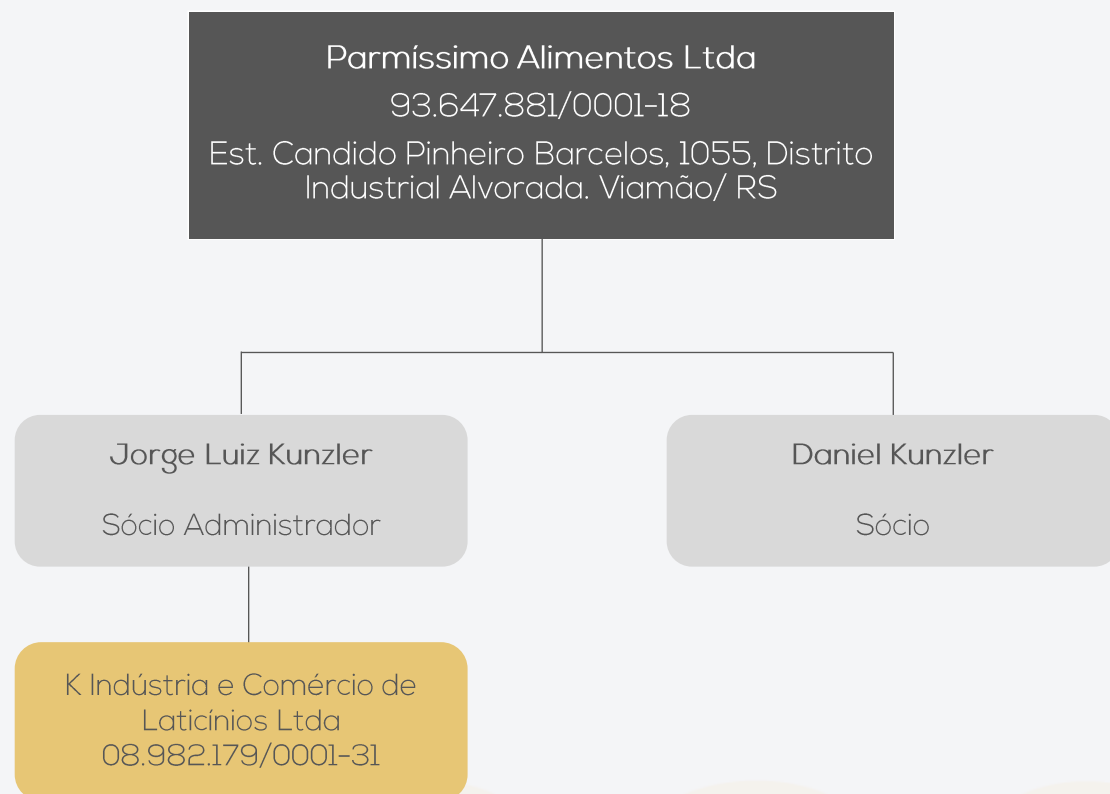 Parmíssimo Alimentos Ltda
93.647.881/0001-18
Est. Candido Pinheiro Barcelos, 1055, Distrito
Industrial Alvorada. Viamão/ RS
Jorge Luiz Kunzler
Sócio Administrador
Daniel Kunzler
Sócio
K Indústria e Comércio de
Laticínios Ltda
08.982.179/0001-31